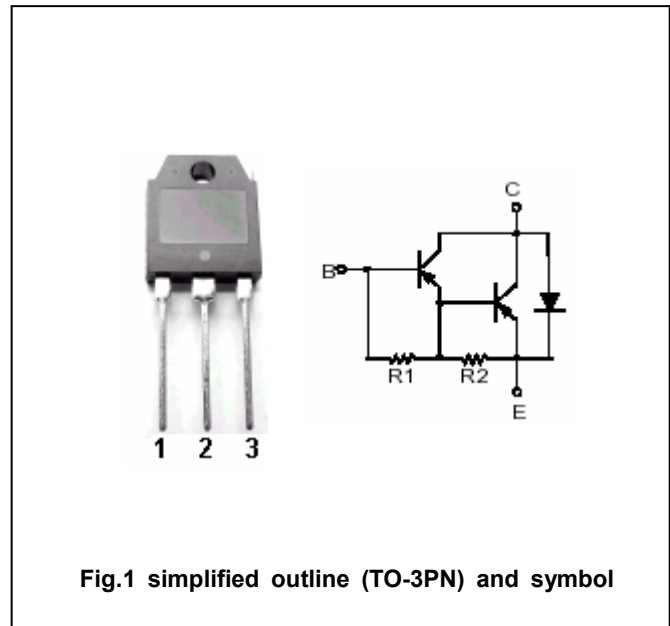 C
B
R1 R2
E
1 2 3
Fig.1 simplified outline (TO-3PN) and symbol